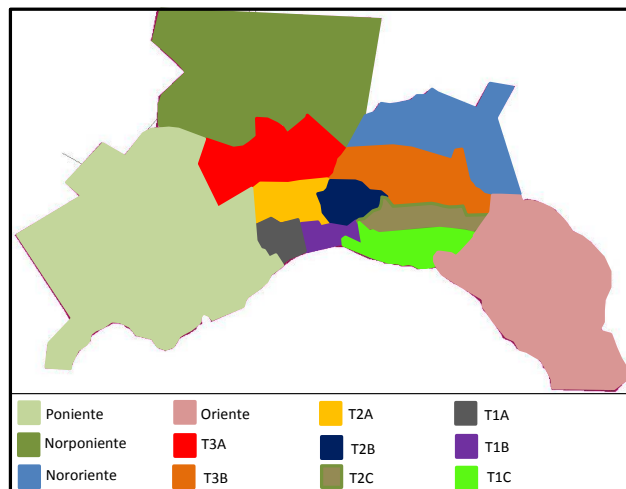 Poniente Oriente T2A T1A
Norponiente T3A T2B T1B
Nororiente T3B T2C T1C